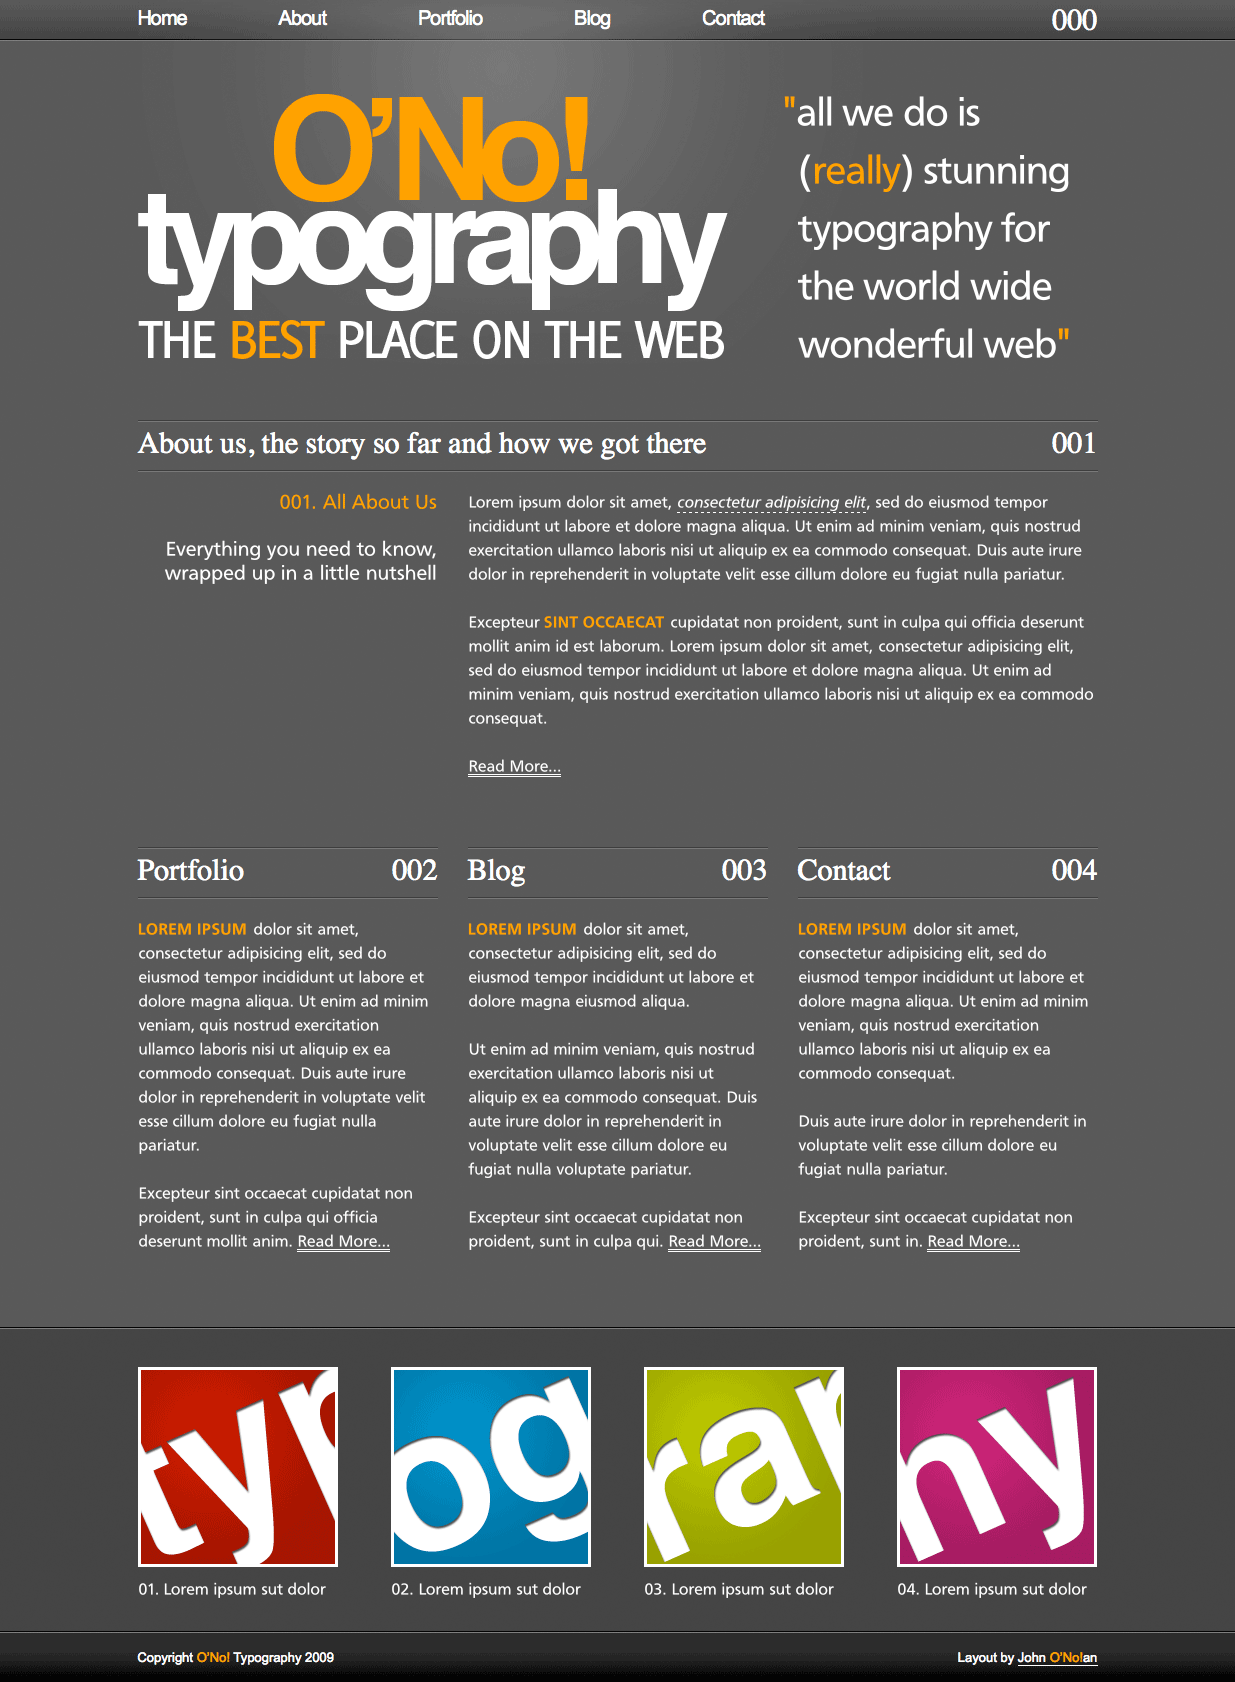 Home About Portfolio Blog Contact 000
O'No!
typography
THE BEST PLACE ON THE WEB
"all we do is
(really) stunning
typography for
the world wide
wonderful web"
About us, the story so far and how we got there 001
001. All About Us
Everything you need to know,
wrapped up in a little nutshell
Lorem ipsum dolor sit amet, consectetur adipisicing elit, sed do eiusmod tempor
incididunt ut labore et dolore magna aliqua. Ut enim ad minim veniam, quis nostrud
exercitation ullamco laboris nisi ut aliquip ex ea commodo consequat. Duis aute irure
dolor in reprehenderit in voluptate velit esse cillum dolore eu fugiat nulla pariatur.
Excepteur SINT OCCAECAT cupidatat non proident, sunt in culpa qui officia deserunt
mollit anim id est laborum. Lorem ipsum dolor sit amet, consectetur adipisicing elit,
sed do eiusmod tempor incididunt ut labore et dolore magna aliqua. Ut enim ad
minim veniam, quis nostrud exercitation ullamco laboris nisi ut aliquip ex ea commodo
consequat.
Read More...
Portfolio 002
LOREM IPSUM dolor sit amet,
consectetur adipisicing elit, sed do
eiusmod tempor incididunt ut labore et
dolore magna aliqua. Ut enim ad minim
veniam, quis nostrud exercitation
ullamco laboris nisi ut aliquip ex ea
commodo consequat. Duis aute irure
dolor in reprehenderit in voluptate velit
esse cillum dolore eu fugiat nulla
pariatur.
Excepteur sint occaecat cupidatat non
proident, sunt in culpa qui officia
deserunt mollit anim. Read More...
Blog 003
LOREM IPSUM dolor sit amet,
consectetur adipisicing elit, sed do
eiusmod tempor incididunt ut labore et
dolore magna eiusmod aliqua.
Ut enim ad minim veniam, quis nostrud
exercitation ullamco laboris nisi ut
aliquip ex ea commodo consequat. Duis
aute irure dolor in reprehenderit in
voluptate velit esse cillum dolore eu
fugiat nulla voluptate pariatur.
Excepteur sint occaecat cupidatat non
proident, sunt in culpa qui. Read More...
Contact 004
LOREM IPSUM dolor sit amet,
consectetur adipisicing elit, sed do
eiusmod tempor incididunt ut labore et
dolore magna aliqua. Ut enim ad minim
veniam, quis nostrud exercitation
ullamco laboris nisi ut aliquip ex ea
commodo consequat.
Duis aute irure dolor in reprehenderit in
voluptate velit esse cillum dolore eu
fugiat nulla pariatur.
Excepteur sint occaecat cupidatat non
proident, sunt in. Read More...
typ
og
rap
hy
01. Lorem ipsum sut dolor
02. Lorem ipsum sut dolor
03. Lorem ipsum sut dolor
04. Lorem ipsum sut dolor
Copyright O'No! Typography 2009
Layout by John O'Nolan